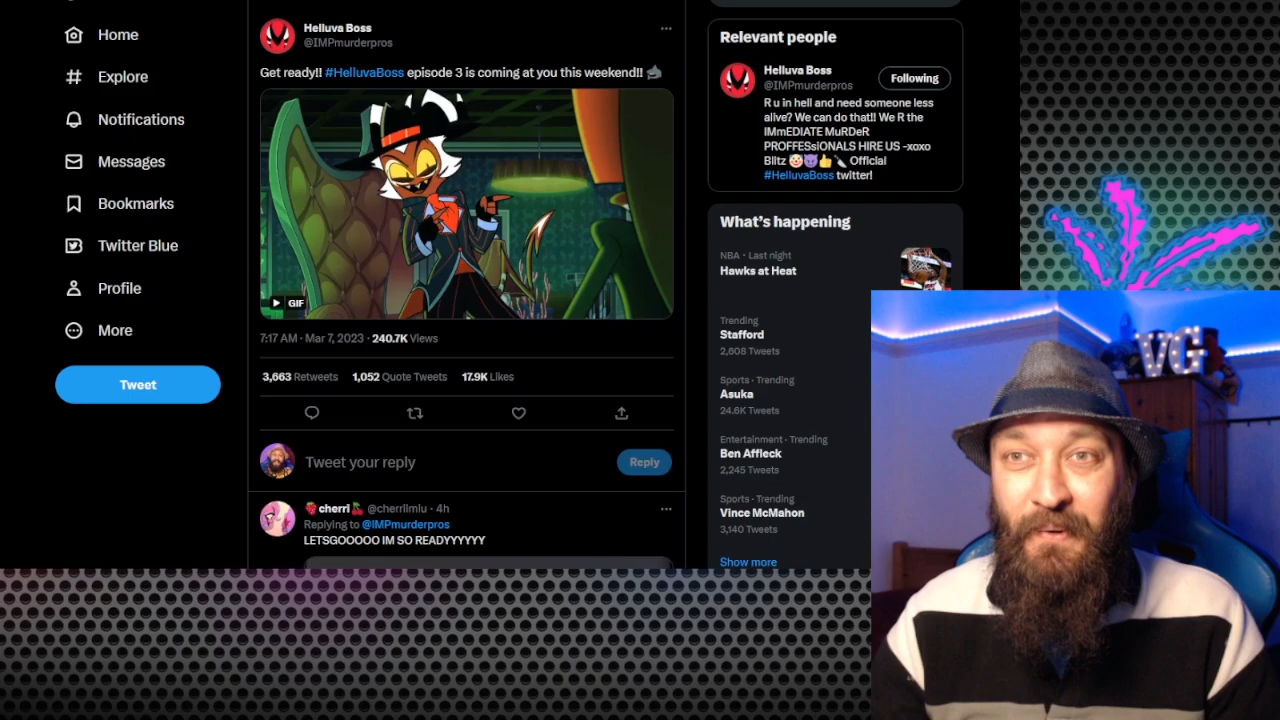 Home
Explore
Notifications
Messages
Bookmarks
Twitter Blue
Profile
More
Tweet
Helluva Boss
@IMPmurderpros
Get ready!! #HelluvaBoss episode 3 is coming at you this weekend!!
GIF
7:17 AM · Mar 7, 2023 · 240.7K Views
3,663 Retweets 1,052 Quote Tweets 17.9K Likes
Tweet your reply
Reply
cherri @cherriimlu · 4h
Replying to @IMPmurderpros
LETSGOOOOO IM SO READYYYYYY
Relevant people
Helluva Boss
@IMPmurderpros
Following
R u in hell and need someone less
alive? We can do that!! We R the
IMmEDIATE MuRDeR
PROFFESsIONALS HIRE US -xoxo
Blitz 🤡😈👍🔪 Official
#HelluvaBoss twitter!
What's happening
NBA · Last night
Hawks at Heat
Trending
Stafford
2,608 Tweets
Sports · Trending
Asuka
24.6K Tweets
Entertainment · Trending
Ben Affleck
2,245 Tweets
Sports · Trending
Vince McMahon
3,140 Tweets
Show more
VG